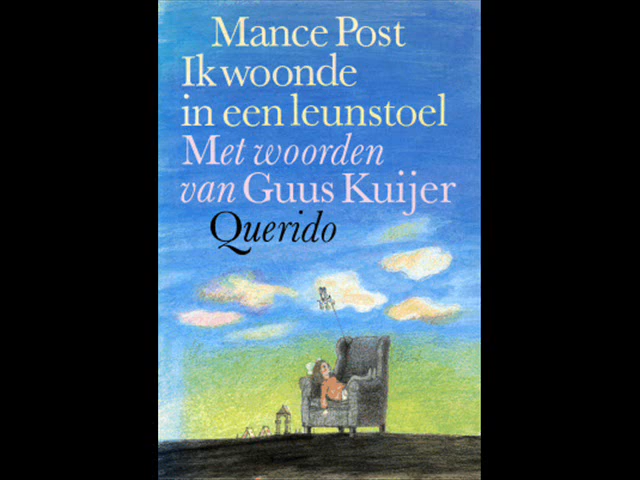 Mance Post
Ik woonde
in een leunstoel
Met woorden
van Guus Kuijer
Querido